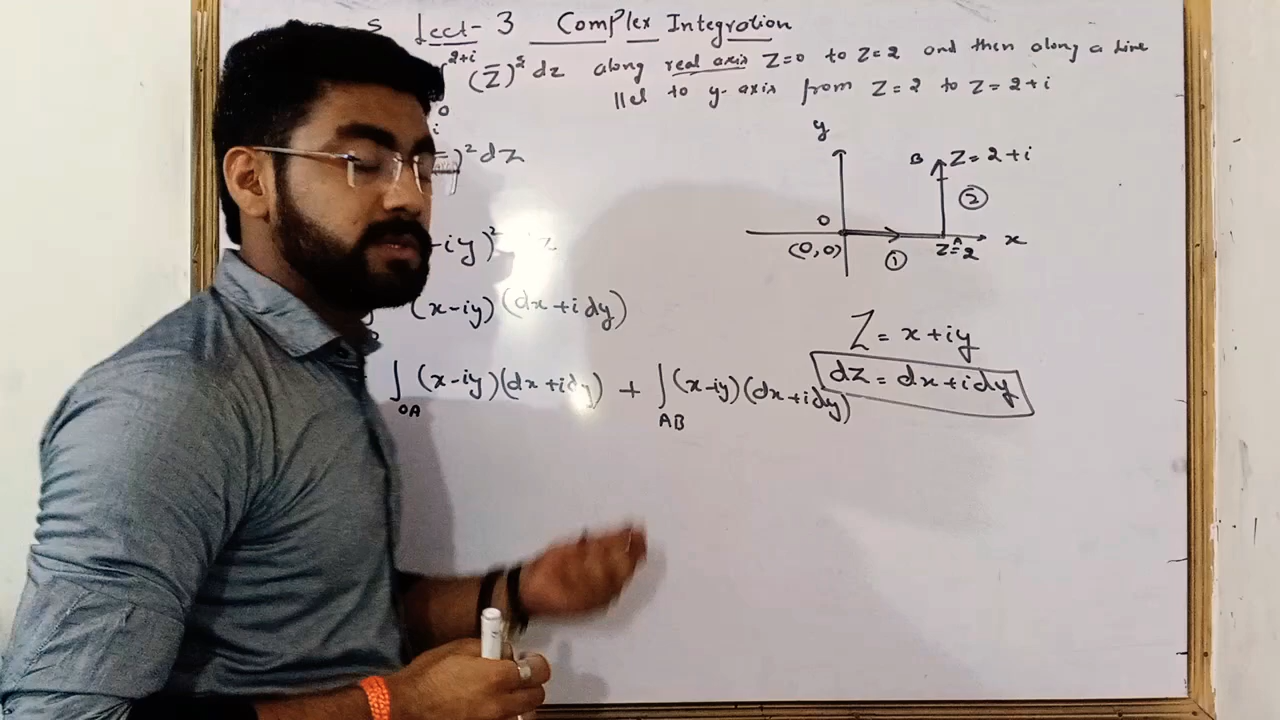 s Lect-3 Complex Integration
2+i
(z̄)² dz along real axis Z=0 to Z=2 and then along a line
0
||el to y-axis from Z=2 to Z=2+i
i
)² dz
-iy)² z
(x-iy)(dx+idy)
∫ (x-iy)(dx+idy) + ∫ (x-iy)(dx+idy)
OA AB
y
B Z=2+i
②
0
(0,0)
①
A
Z=2
x
Z = x+iy
dz = dx+idy